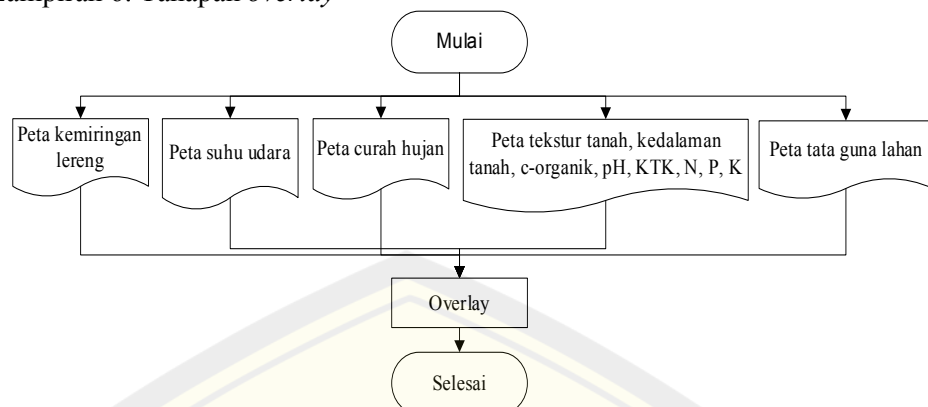 Lampiran 6. Tahapan overlay
Mulai
Peta kemiringan
lereng
Peta suhu udara
Peta curah hujan
Peta tekstur tanah, kedalaman
tanah, c-organik, pH, KTK, N, P, K
Peta tata guna lahan
Overlay
Selesai